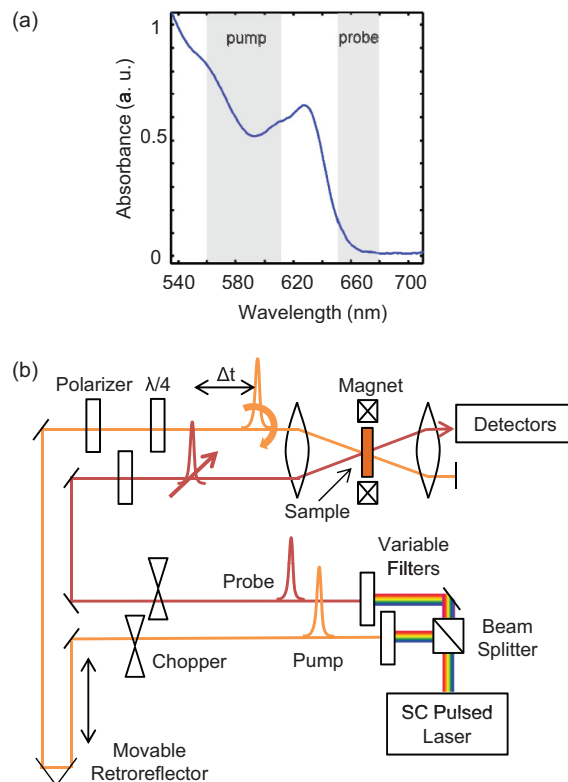 (a)
1
0.5
0
Absorbance (a. u.)
pump
probe
540
580
620
660
700
Wavelength (nm)
(b)
Polarizer
λ/4
Δt
Magnet
Detectors
Sample
Variable
Filters
Probe
Beam
Splitter
Chopper
Pump
SC Pulsed
Laser
Movable
Retroreflector